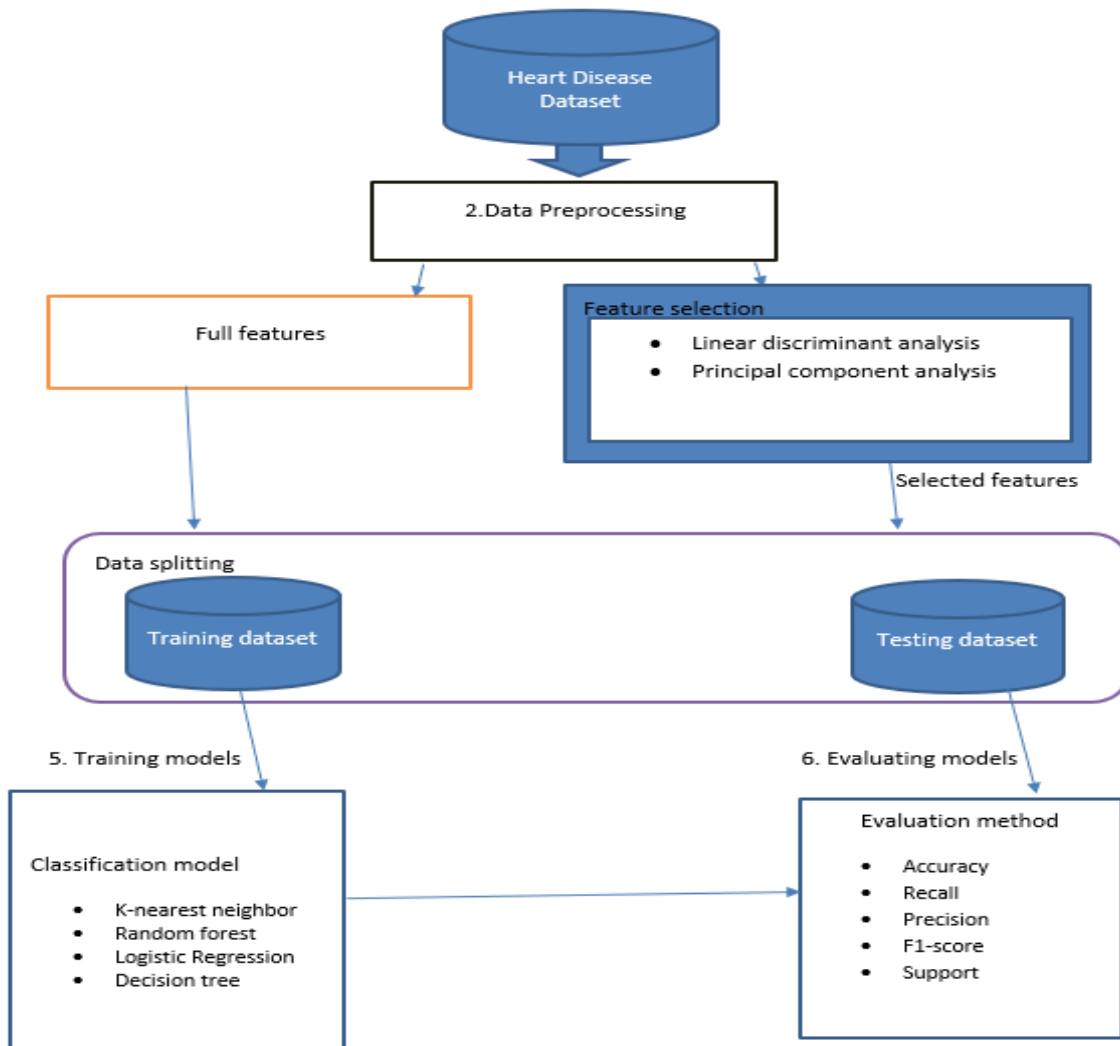 Heart Disease
Dataset
2.Data Preprocessing
Full features
Feature selection
• Linear discriminant analysis
• Principal component analysis
Selected features
Data splitting
Training dataset
Testing dataset
5. Training models
6. Evaluating models
Classification model
• K-nearest neighbor
• Random forest
• Logistic Regression
• Decision tree
Evaluation method
• Accuracy
• Recall
• Precision
• F1-score
• Support